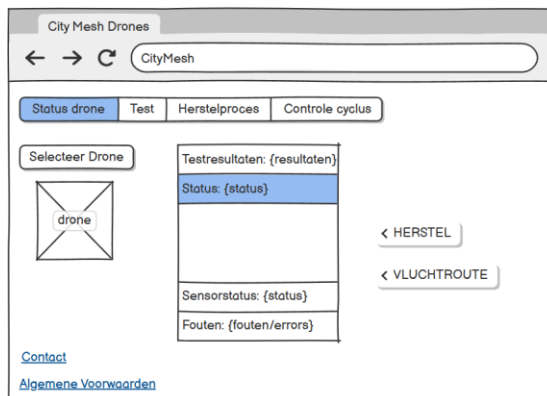 City Mesh Drones
CityMesh
Status drone Test Herstelproces Controle cyclus
Selecteer Drone
drone
Testresultaten: {resultaten}
Status: {status}
Sensorstatus: {status}
Fouten: {fouten/errors}
< HERSTEL
< VLUCHTROUTE
Contact
Algemene Voorwaarden